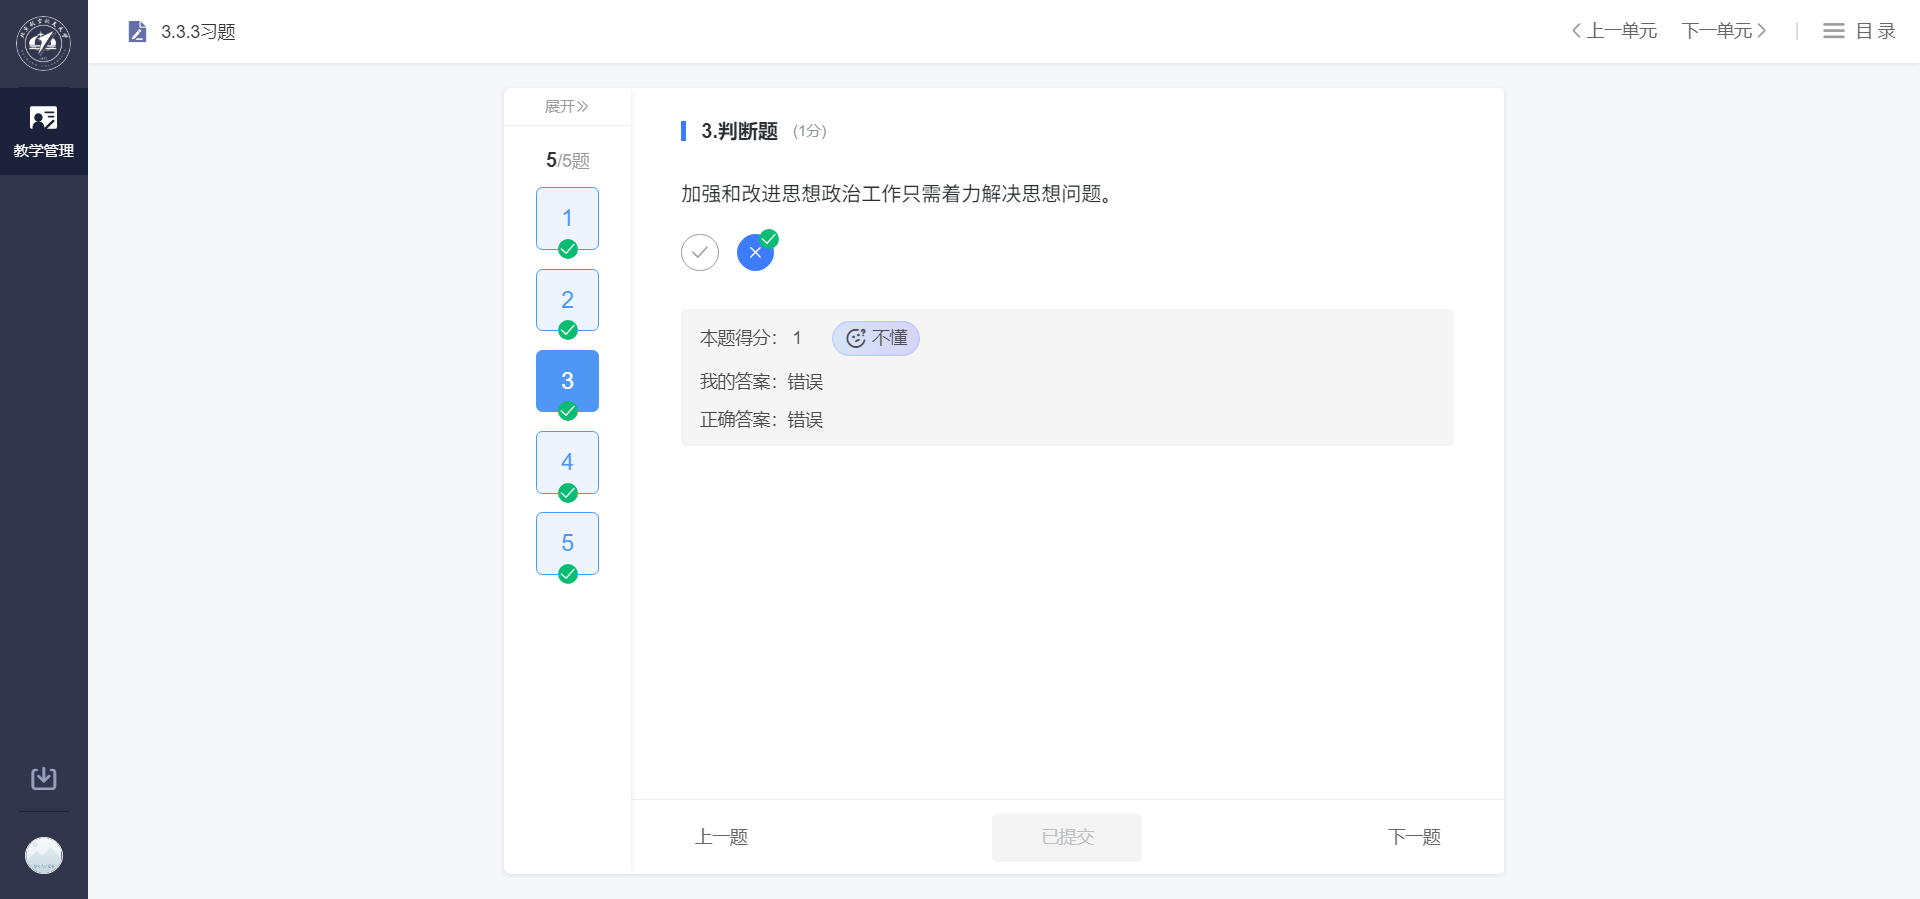 3.3.3习题
上一单元
下一单元
目录
教学管理
展开
5/5题
1
2
3
4
5
3.判断题 (1分)
加强和改进思想政治工作只需着力解决思想问题。
本题得分： 1
不懂
我的答案：错误
正确答案：错误
上一题
已提交
下一题